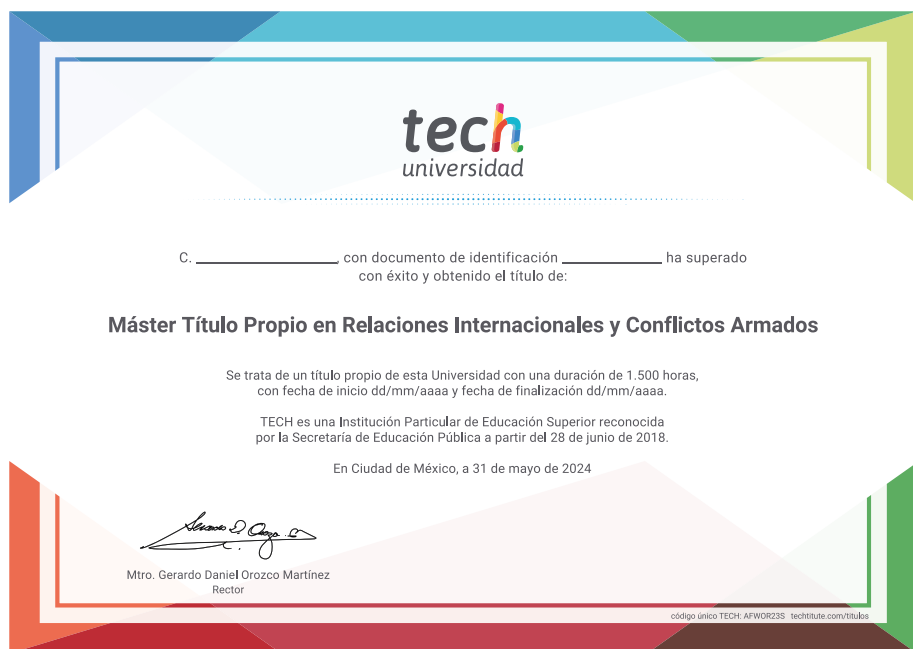 tech
universidad
C. ____________, con documento de identificación ____________ ha superado
con éxito y obtenido el título de:
Máster Título Propio en Relaciones Internacionales y Conflictos Armados
Se trata de un título propio de esta Universidad con una duración de 1.500 horas,
con fecha de inicio dd/mm/aaaa y fecha de finalización dd/mm/aaaa.
TECH es una Institución Particular de Educación Superior reconocida
por la Secretaría de Educación Pública a partir del 28 de junio de 2018.
En Ciudad de México, a 31 de mayo de 2024
Mtro. Gerardo Daniel Orozco Martínez
Rector
código único TECH: AFWOR23S techtitute.com/titulos